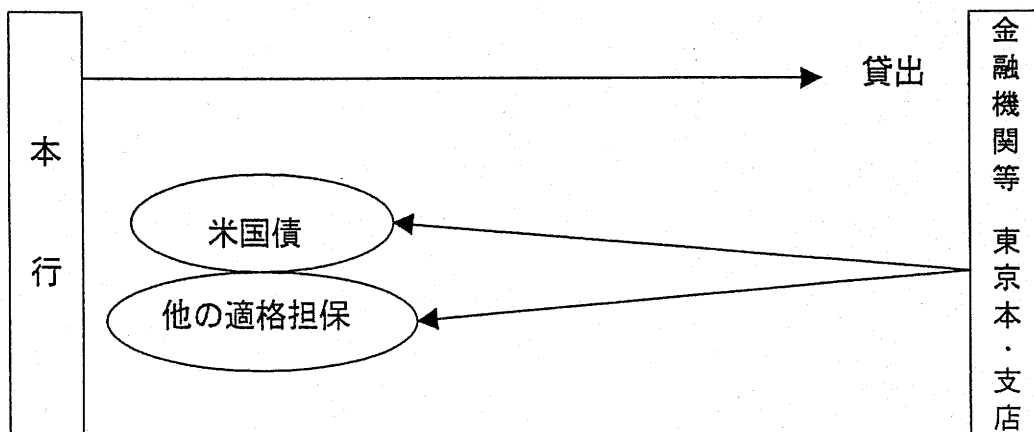 本行
貸出
米国債
他の適格担保
金融機関等 東京本・支店